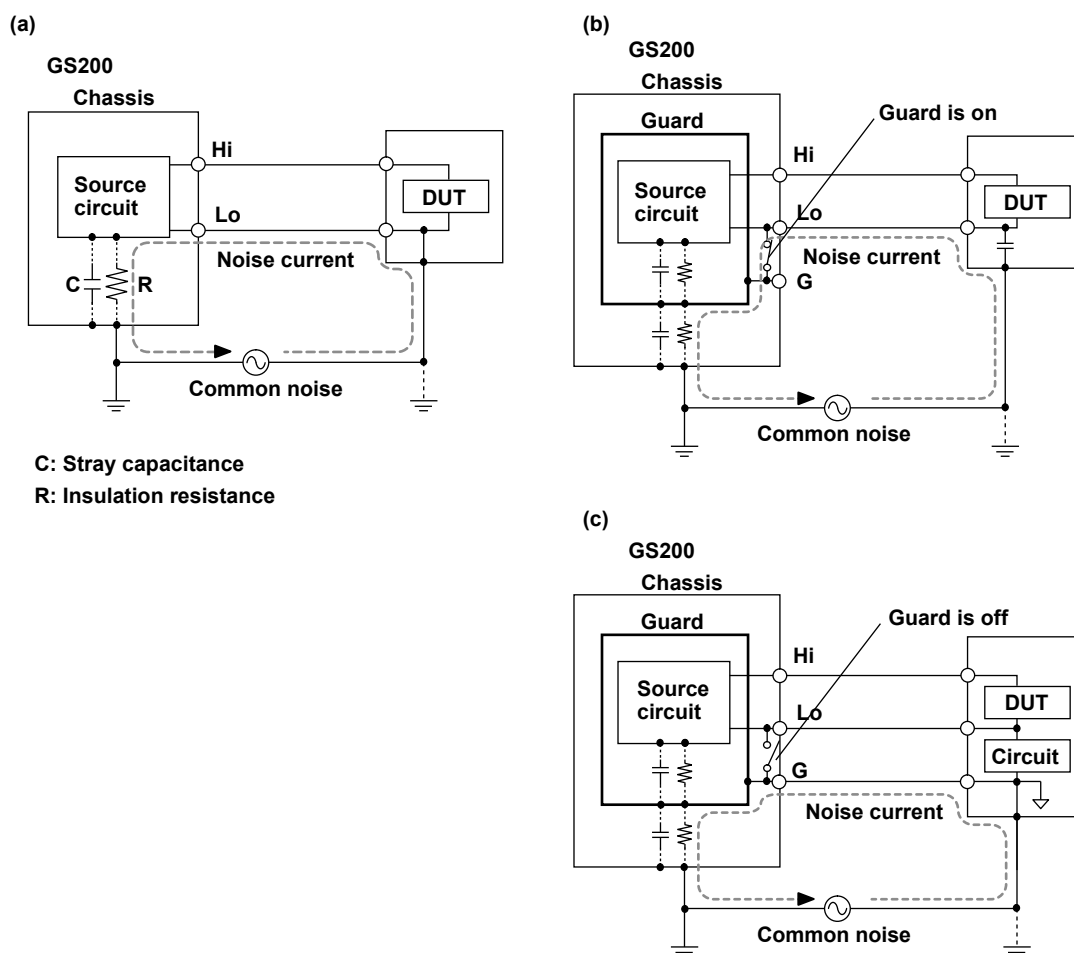 (a)
GS200
Chassis
Source
circuit
Hi
Lo
DUT
Noise current
C
R
Common noise
C: Stray capacitance
R: Insulation resistance
(b)
GS200
Chassis
Guard
Guard is on
Source
circuit
Hi
Lo
DUT
Noise current
G
Common noise
(c)
GS200
Chassis
Guard
Guard is off
Source
circuit
Hi
Lo
DUT
Circuit
G
Noise current
Common noise